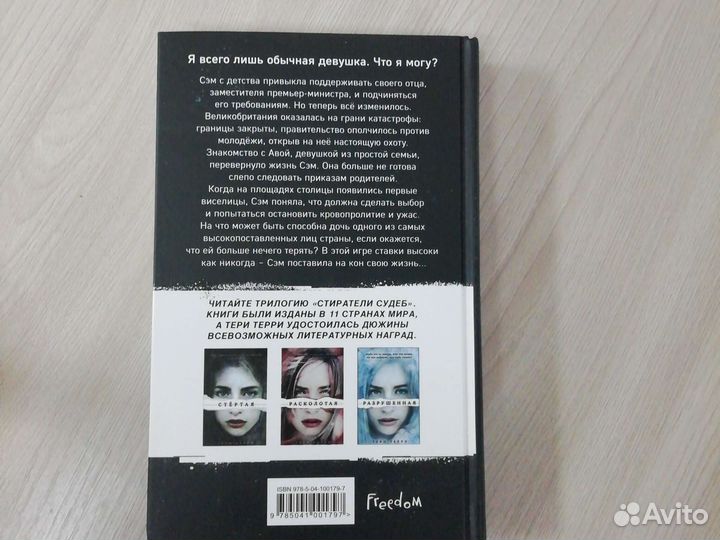 Я всего лишь обычная девушка. Что я могу?
Сэм с детства привыкла поддерживать своего отца,
заместителя премьер-министра, и подчиняться
его требованиям. Но теперь всё изменилось.
Великобритания оказалась на грани катастрофы:
границы закрыты, правительство ополчилось против
молодёжи, открыв на неё настоящую охоту.
Знакомство с Авой, девушкой из простой семьи,
перевернуло жизнь Сэм. Она больше не готова
слепо следовать приказам родителей.
Когда на площадях столицы появились первые
виселицы, Сэм поняла, что должна сделать выбор
и попытаться остановить кровопролитие и ужас.
На что может быть способна дочь одного из самых
высокопоставленных лиц страны, если окажется,
что ей больше нечего терять? В этой игре ставки высоки
как никогда – Сэм поставила на кон свою жизнь...
ЧИТАЙТЕ ТРИЛОГИЮ «СТИРАТЕЛИ СУДЕБ».
КНИГИ БЫЛИ ИЗДАНЫ В 11 СТРАНАХ МИРА,
А ТЕРИ ТЕРРИ УДОСТОИЛАСЬ ДЮЖИНЫ
ВСЕВОЗМОЖНЫХ ЛИТЕРАТУРНЫХ НАГРАД.
СТЁРТАЯ
РАСКОЛОТАЯ
РАЗРУШЕННАЯ
ТЕРИ ТЕРРИ
ISBN 978-5-04-100179-7
9 785041 001797 >
Freedom
Avito